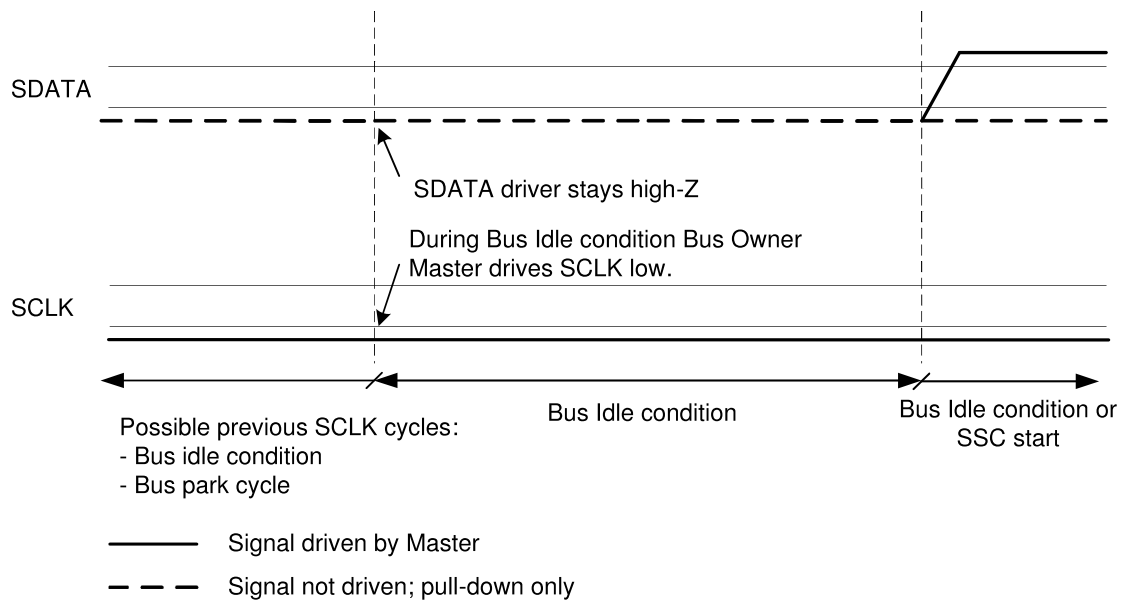 SDATA
SDATA driver stays high-Z
During Bus Idle condition Bus Owner
Master drives SCLK low.
SCLK
Possible previous SCLK cycles:
- Bus idle condition
- Bus park cycle
Bus Idle condition
Bus Idle condition or
SSC start
Signal driven by Master
Signal not driven; pull-down only